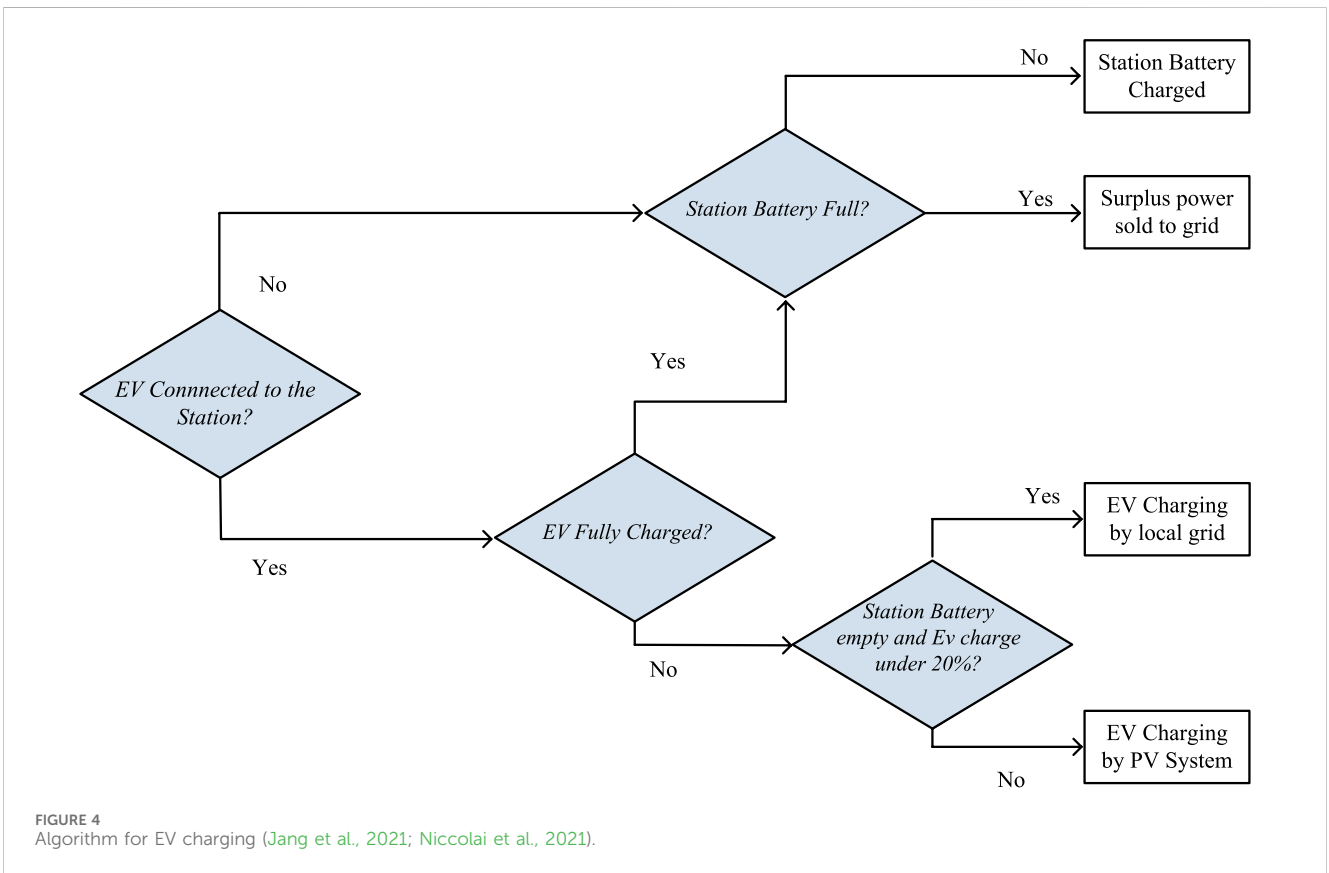 No
Station Battery
Charged
Station Battery Full?
Yes
Surplus power
sold to grid
No
EV Connnected to the
Station?
Yes
Yes
EV Fully Charged?
No
Station Battery
empty and Ev charge
under 20%?
Yes
EV Charging
by local grid
No
EV Charging
by PV System
FIGURE 4
Algorithm for EV charging (Jang et al., 2021; Niccolai et al., 2021).